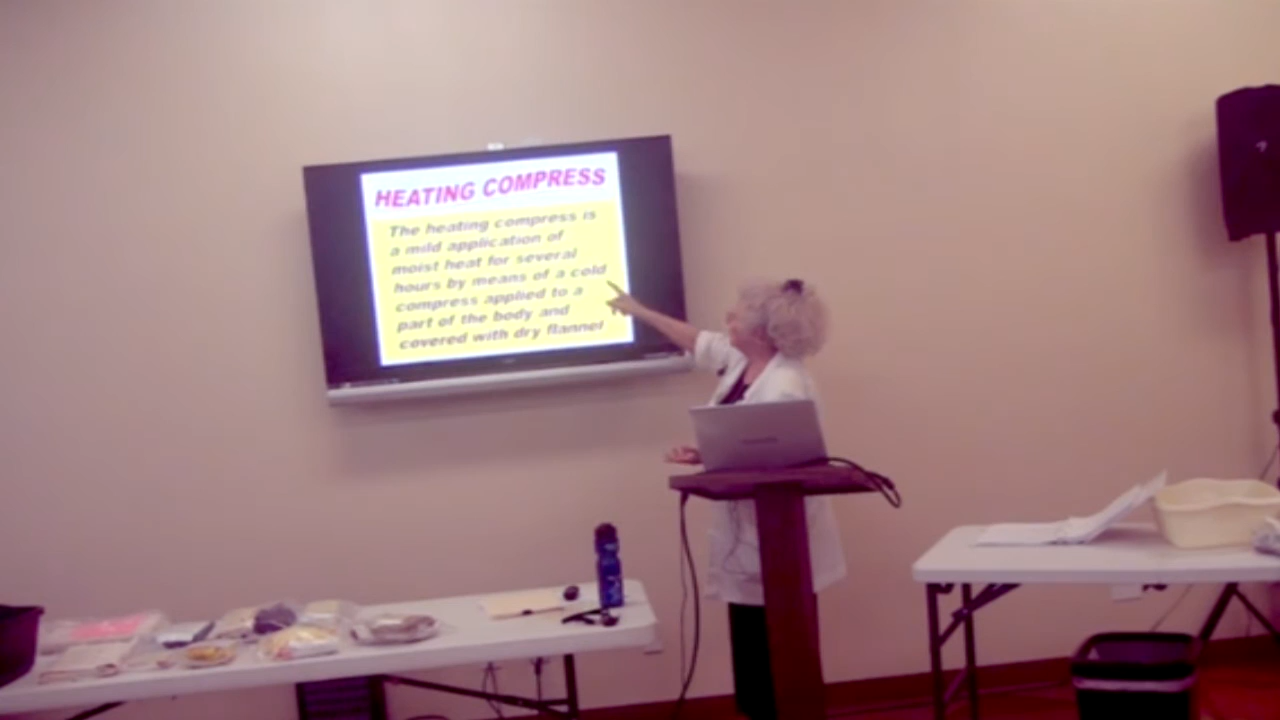 HEATING COMPRESS
The heating compress is
a mild application of
moist heat for several
hours by means of a cold
compress applied to a
part of the body and
covered with dry flannel